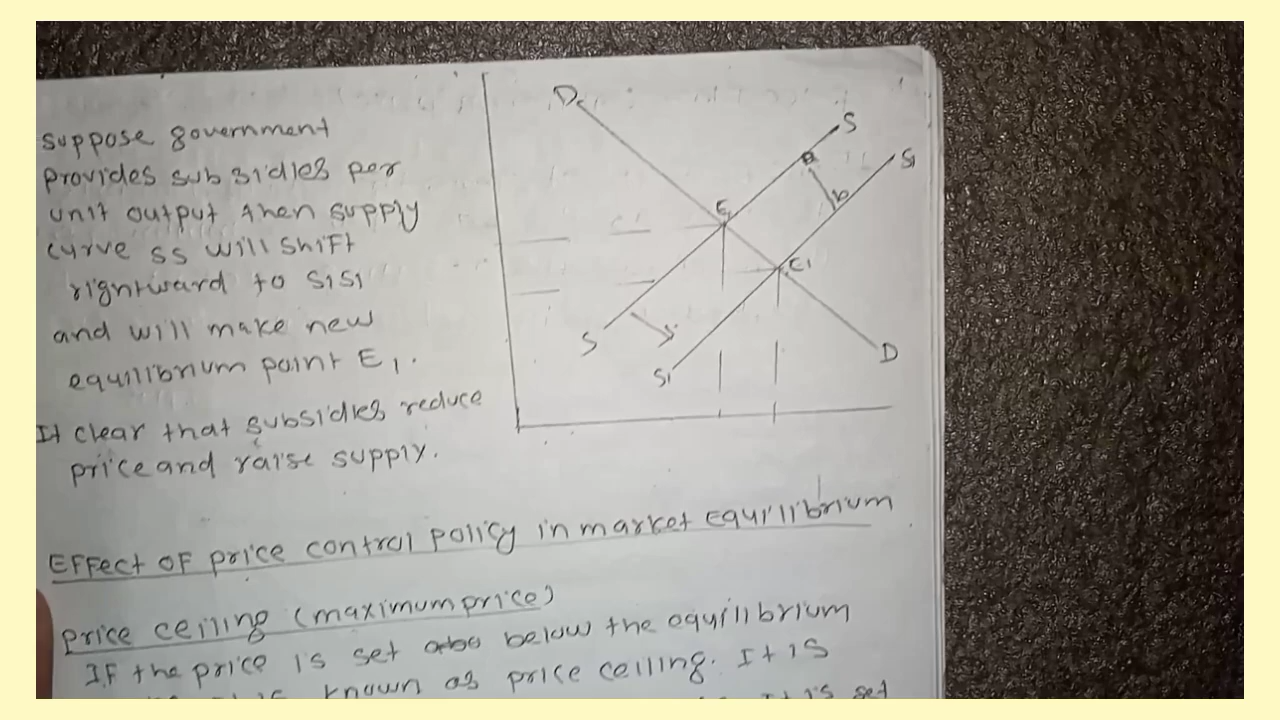 suppose government
provides subsidies per
unit output then supply
curve ss will shift
rightward to S1S1
and will make new
equilibrium point E1.
It clear that subsidies reduce
price and raise supply.
D
S
S1
a
b
E
E1
S
S1
D
Effect of price control policy in market Equilibrium
price ceiling (maximum price)
If the price is set below the equilibrium
known as price ceiling. It is
it is set